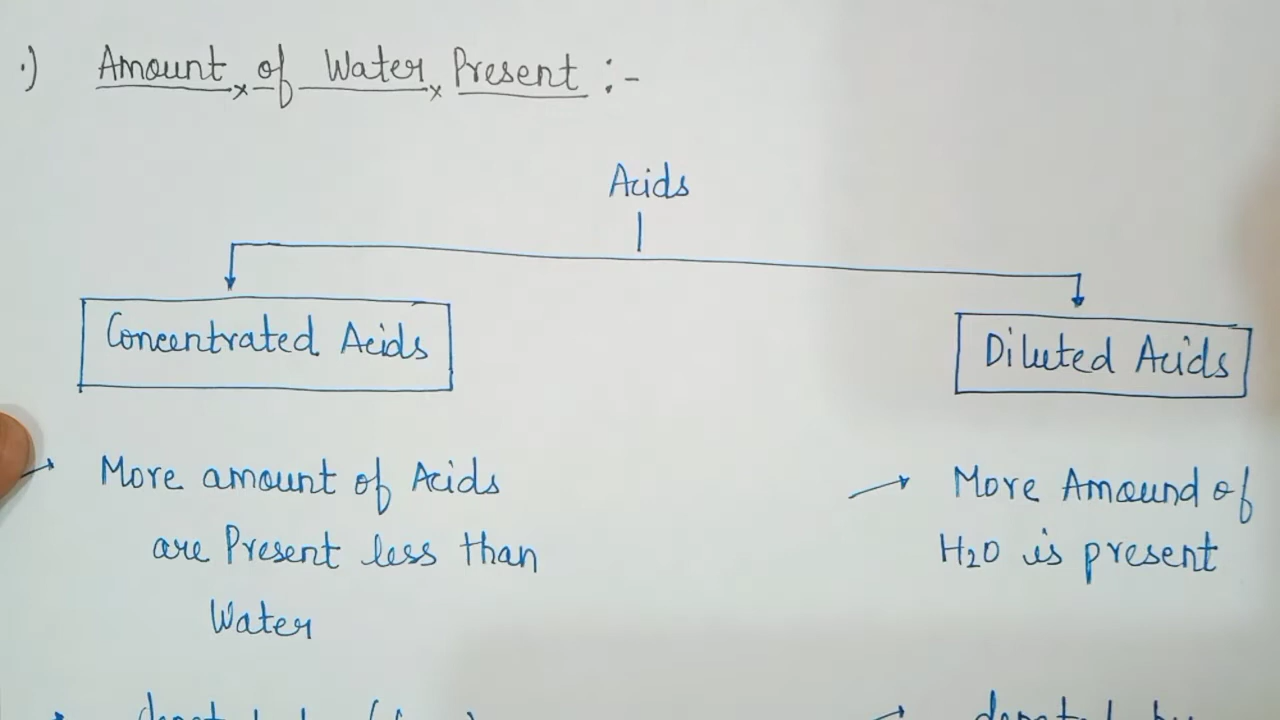 ·) Amount of Water Present :-
Acids
Concentrated Acids
Diluted Acids
More amount of Acids
are Present less than
Water
More Amound of
H₂O is present